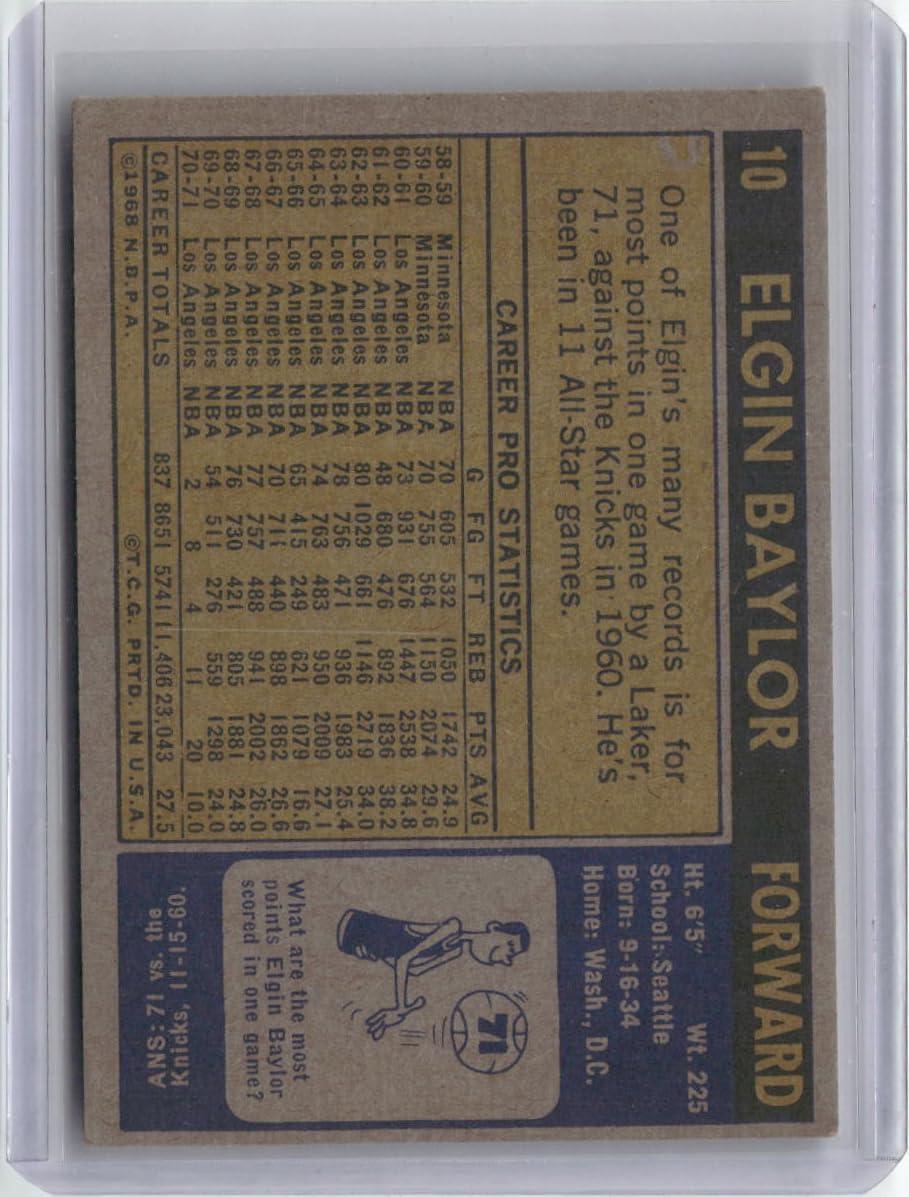 10 ELGIN BAYLOR FORWARD
One of Elgin's many records is for
most points in one game by a Laker,
71, against the Knicks in 1960. He's
been in 11 All-Star games.
CAREER PRO STATISTICS
G FG FT REB PTS AVG
58-59 Minnesota NBA 70 605 532 1050 1742 24.9
59-60 Minnesota NBA 70 755 564 1150 2074 29.6
60-61 Los Angeles NBA 73 931 676 1447 2538 34.8
61-62 Los Angeles NBA 48 680 476 892 1836 38.2
62-63 Los Angeles NBA 80 1029 661 1146 2719 34.0
63-64 Los Angeles NBA 78 756 471 936 1983 25.4
64-65 Los Angeles NBA 74 763 483 950 2009 27.1
65-66 Los Angeles NBA 65 415 249 621 1079 16.6
66-67 Los Angeles NBA 70 711 440 898 1862 26.6
67-68 Los Angeles NBA 77 757 488 941 2002 26.0
68-69 Los Angeles NBA 76 730 421 805 1881 24.8
69-70 Los Angeles NBA 54 511 276 559 1298 24.0
70-71 Los Angeles NBA 2 8 4 11 20 10.0
CAREER TOTALS 837 8651 5741 11,406 23,043 27.5
©1968 N.B.P.A. ©T.C.G. PRTD. IN U.S.A.
Ht. 6'5" Wt. 225
School: Seattle
Born: 9-16-34
Home: Wash., D.C.
71
What are the most
points Elgin Baylor
scored in one game?
ANS: 71 vs. the
Knicks, 11-15-60.